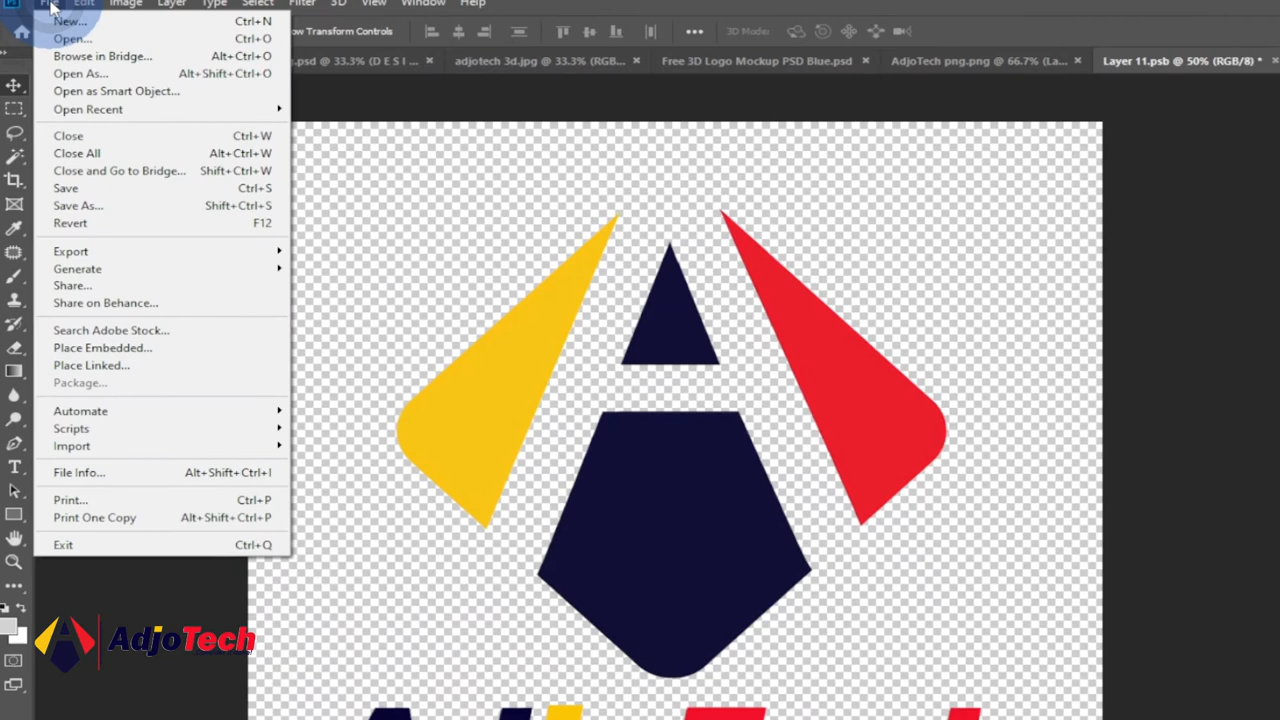 File Edit Image Layer Type Select Filter 3D View Window Help
ow Transform Controls
3D Mode:
g.psd @ 33.3% (D E S I ...
adjotech 3d.jpg @ 33.3% (RGB...
Free 3D Logo Mockup PSD Blue.psd
AdjoTech png.png @ 66.7% (La...
Layer 11.psb @ 50% (RGB/8) *
New... Ctrl+N
Open... Ctrl+O
Browse in Bridge... Alt+Ctrl+O
Open As... Alt+Shift+Ctrl+O
Open as Smart Object...
Open Recent
Close Ctrl+W
Close All Alt+Ctrl+W
Close and Go to Bridge... Shift+Ctrl+W
Save Ctrl+S
Save As... Shift+Ctrl+S
Revert F12
Export
Generate
Share...
Share on Behance...
Search Adobe Stock...
Place Embedded...
Place Linked...
Package...
Automate
Scripts
Import
File Info... Alt+Shift+Ctrl+I
Print... Ctrl+P
Print One Copy Alt+Shift+Ctrl+P
Exit Ctrl+Q
AdjoTech